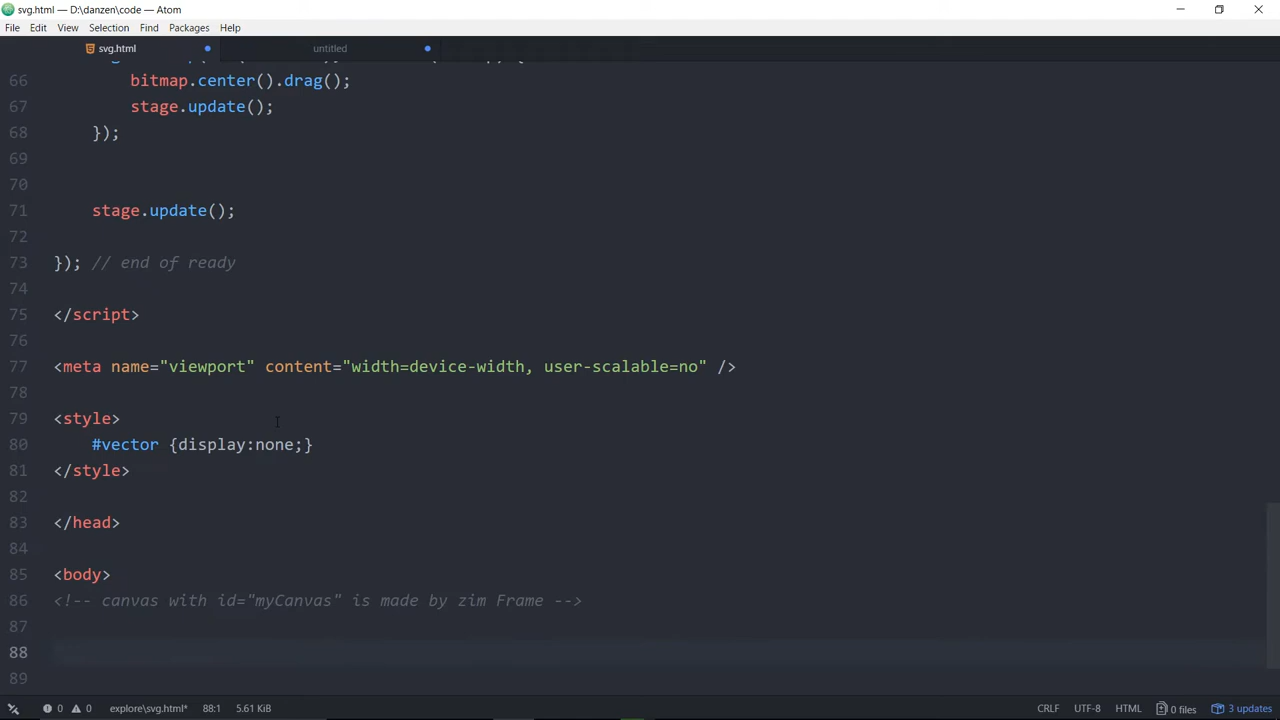 svg.html — D:\danzen\code — Atom
File Edit View Selection Find Packages Help
svg.html untitled
66 bitmap.center().drag();
67 stage.update();
68 });
69
70
71 stage.update();
72
73 }); // end of ready
74
75 </script>
76
77 <meta name="viewport" content="width=device-width, user-scalable=no" />
78
79 <style>
80 #vector {display:none;}
81 </style>
82
83 </head>
84
85 <body>
86 <!-- canvas with id="myCanvas" is made by zim Frame -->
87
88
89
0 0 explore\svg.html* 88:1 5.61 KiB CRLF UTF-8 HTML 0 files 3 updates